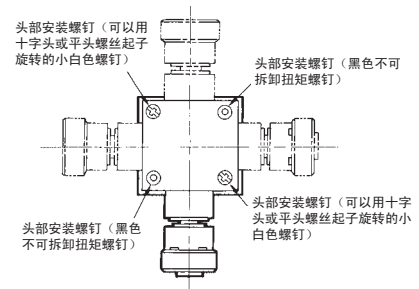 头部安装螺钉（可以用
十字头或平头螺丝起子
旋转的小白色螺钉）
头部安装螺钉（黑色不可
拆卸扭矩螺钉）
头部安装螺钉（可以用十字
头或平头螺丝起子旋转的小
白色螺钉）
头部安装螺钉（黑色
不可拆卸扭矩螺钉）